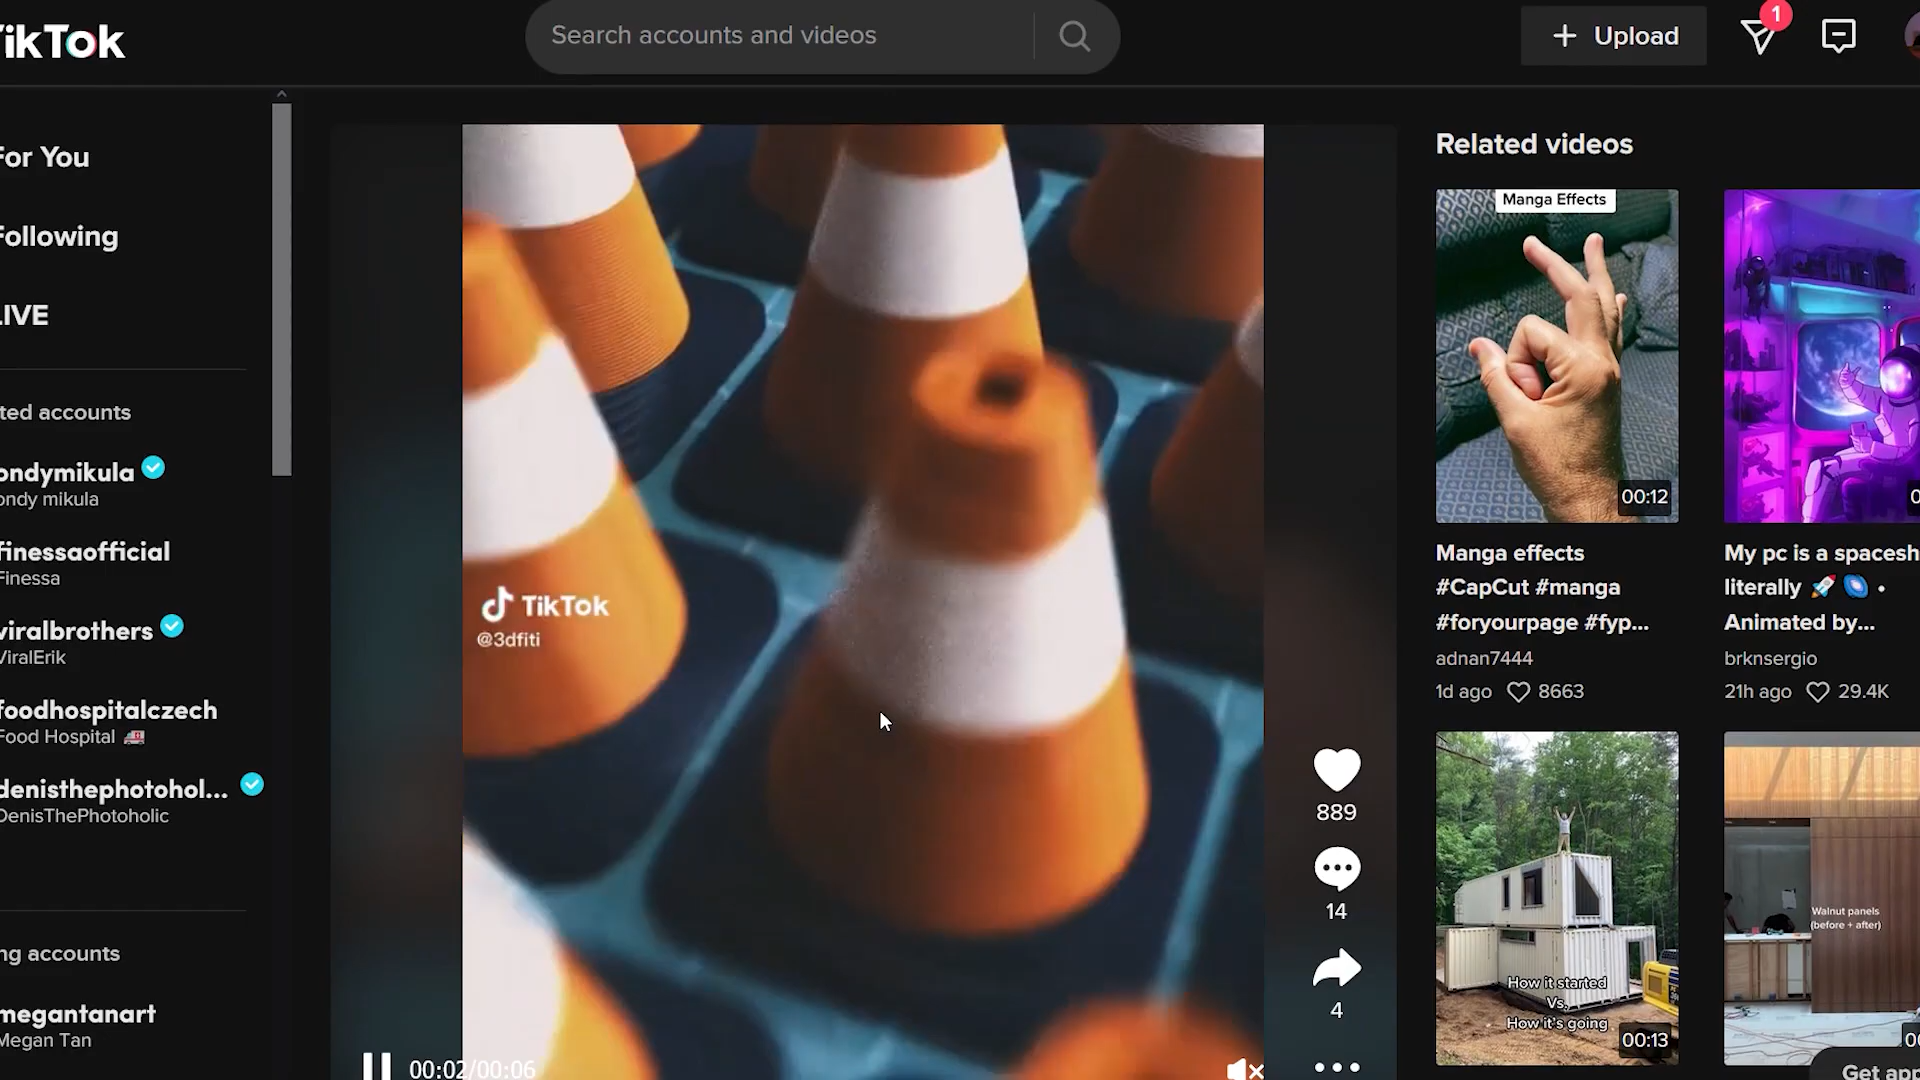 ikTok
Search accounts and videos
Upload
1
For You
Following
LIVE
ted accounts
ondymikula
ondy mikula
finessaofficial
Finessa
viralbrothers
ViralErik
foodhospitalczech
Food Hospital
denisthephotohol...
DenisThePhotoholic
ng accounts
megantanart
Megan Tan
TikTok
@3dfiti
00:02/00:06
889
14
4
Related videos
Manga Effects
00:12
Manga effects
#CapCut #manga
#foryourpage #fyp...
adnan7444
1d ago 8663
My pc is a spacesh
literally 🚀 🌌 •
Animated by...
brknsergio
21h ago 29.4K
How it started
Vs.
How it's going
00:13
Walnut panels
(before + after)
Get app